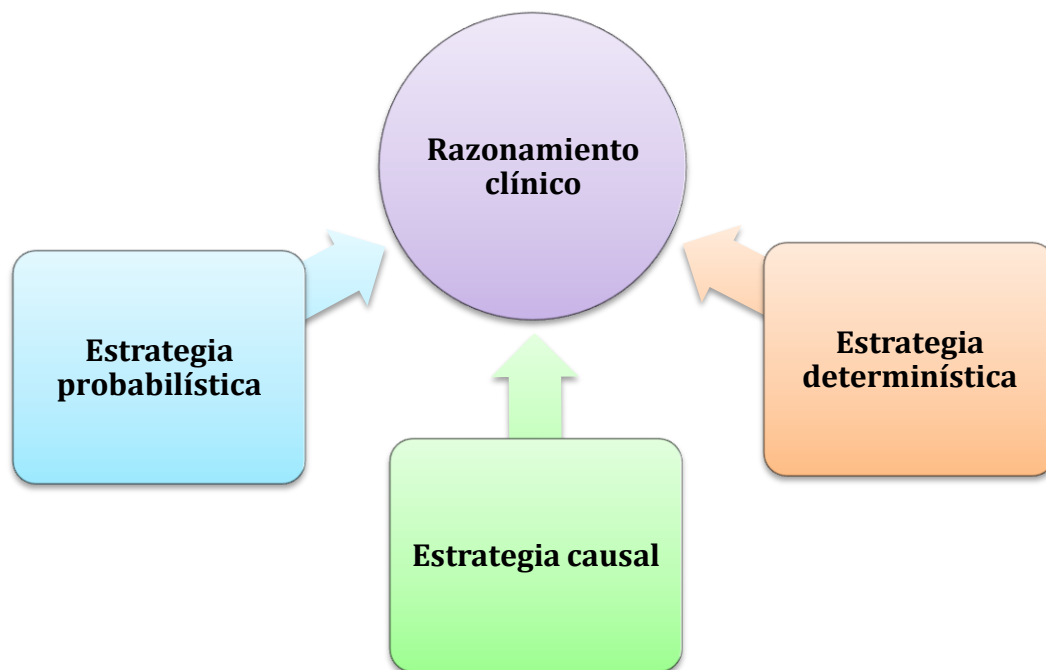 Razonamiento
clínico
Estrategia
probabilística
Estrategia
determinística
Estrategia causal